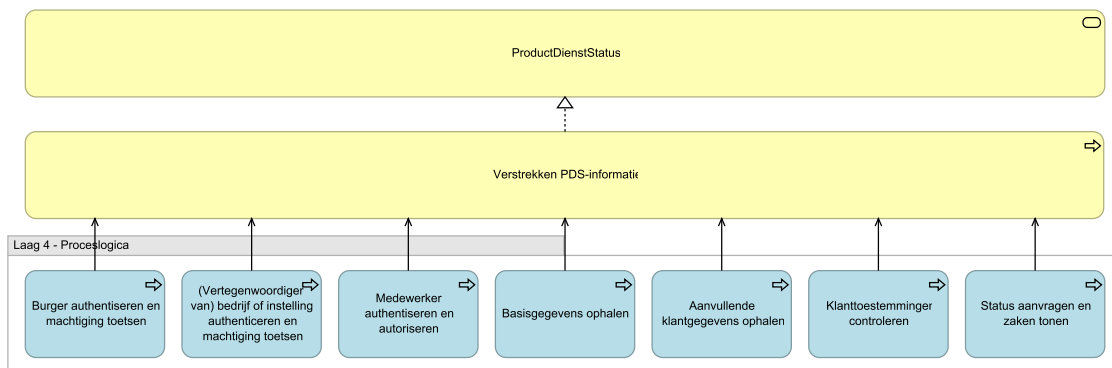 ProductDienstStatus
Verstrekken PDS-informatie
Laag 4 - Proceslogica
Burger authentiseren en
machtiging toetsen
(Vertegenwoordiger
van) bedrijf of instelling
authenticeren en
machtiging toetsen
Medewerker
authentiseren en
autoriseren
Basisgegevens ophalen
Aanvullende
klantgegevens ophalen
Klanttoestemminger
controleren
Status aanvragen en
zaken tonen